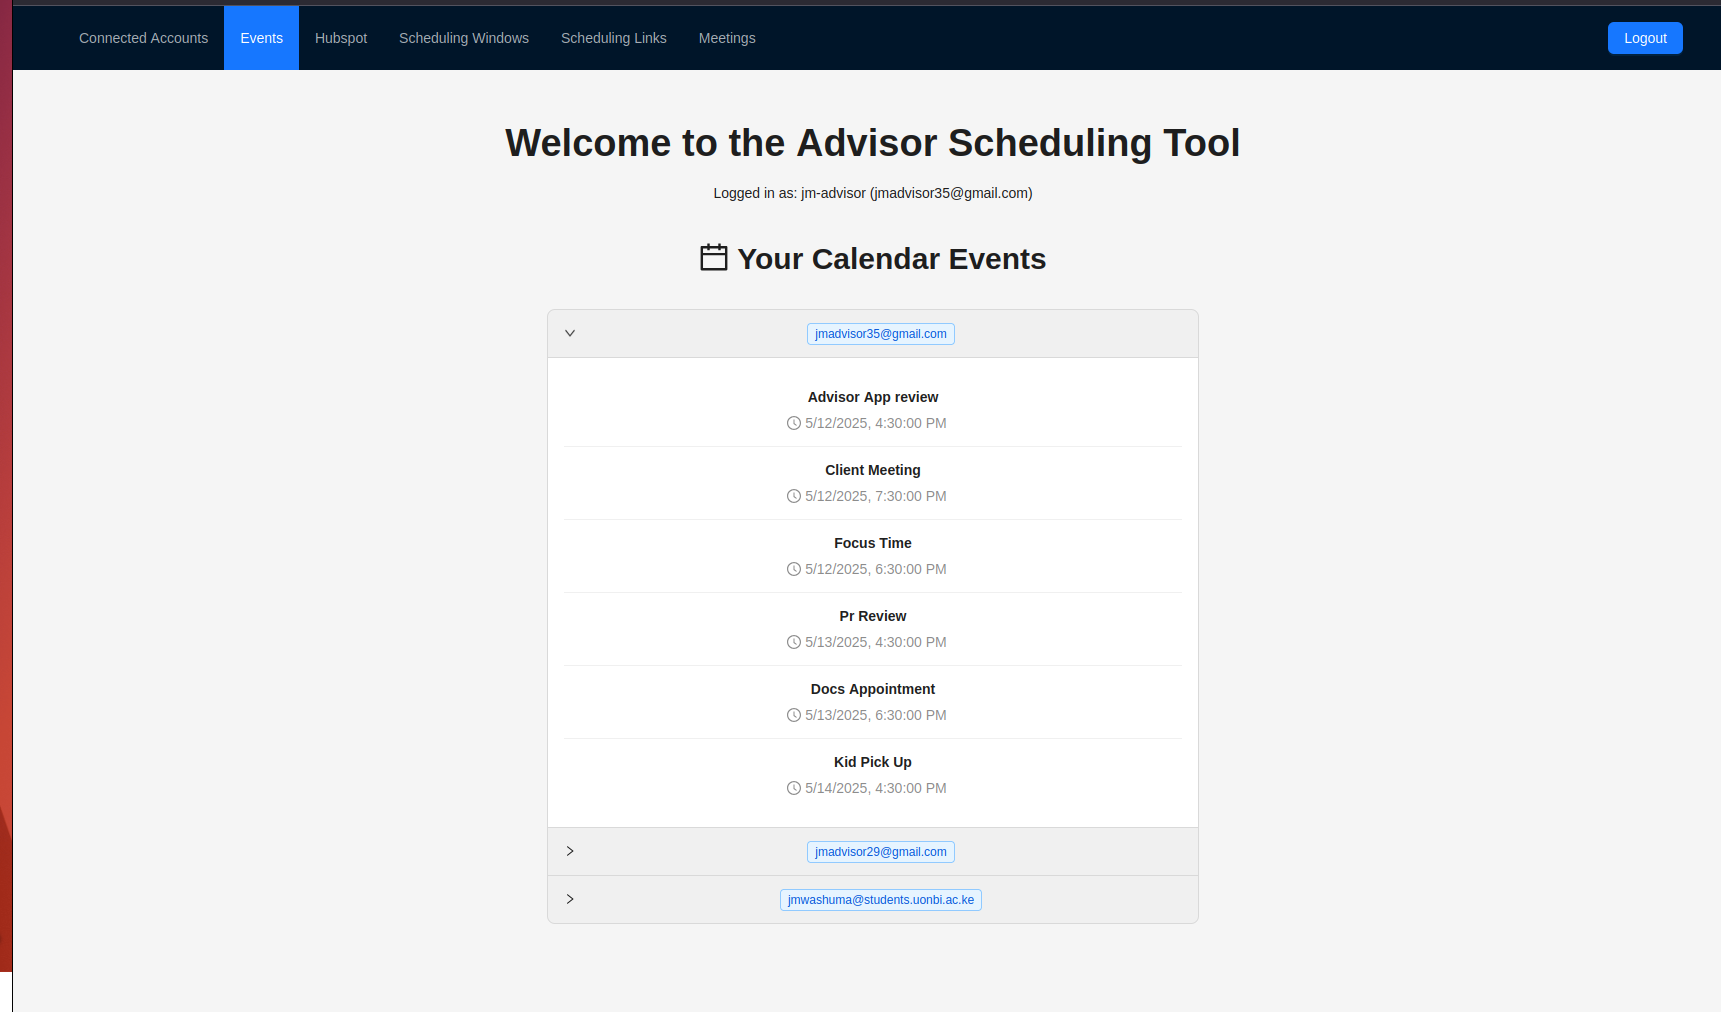 Connected Accounts Events Hubspot Scheduling Windows Scheduling Links Meetings Logout
Welcome to the Advisor Scheduling Tool
Logged in as: jm-advisor (jmadvisor35@gmail.com)
Your Calendar Events
jmadvisor35@gmail.com
Advisor App review
5/12/2025, 4:30:00 PM
Client Meeting
5/12/2025, 7:30:00 PM
Focus Time
5/12/2025, 6:30:00 PM
Pr Review
5/13/2025, 4:30:00 PM
Docs Appointment
5/13/2025, 6:30:00 PM
Kid Pick Up
5/14/2025, 4:30:00 PM
jmadvisor29@gmail.com
jmwashuma@students.uonbi.ac.ke